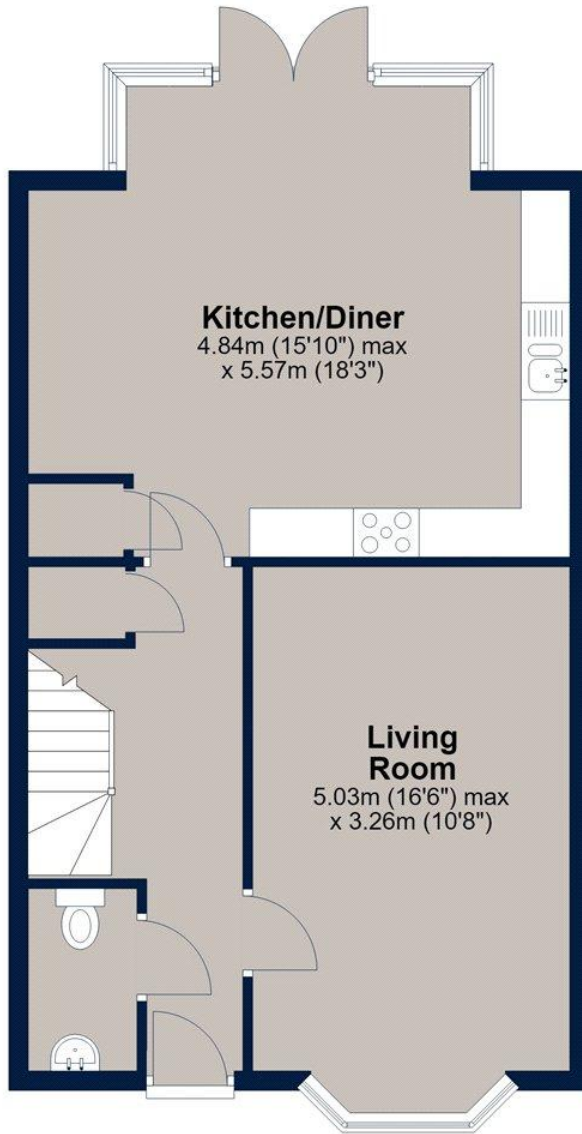 Kitchen/Diner
4.84m (15'10") max
x 5.57m (18'3")
Living
Room
5.03m (16'6") max
x 3.26m (10'8")